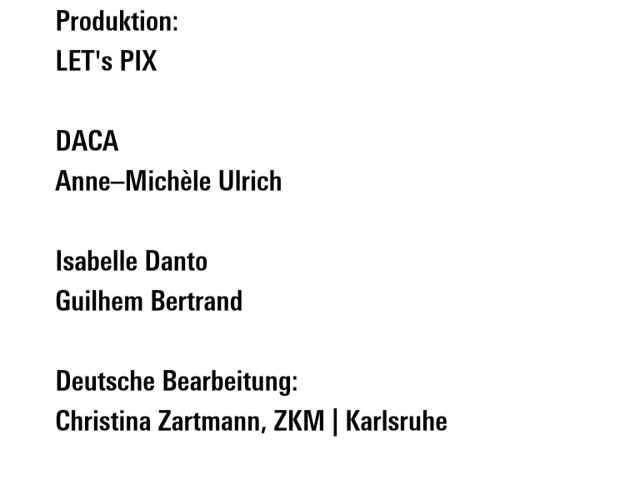 Produktion:
LET's PIX
DACA
Anne–Michèle Ulrich
Isabelle Danto
Guilhem Bertrand
Deutsche Bearbeitung:
Christina Zartmann, ZKM | Karlsruhe